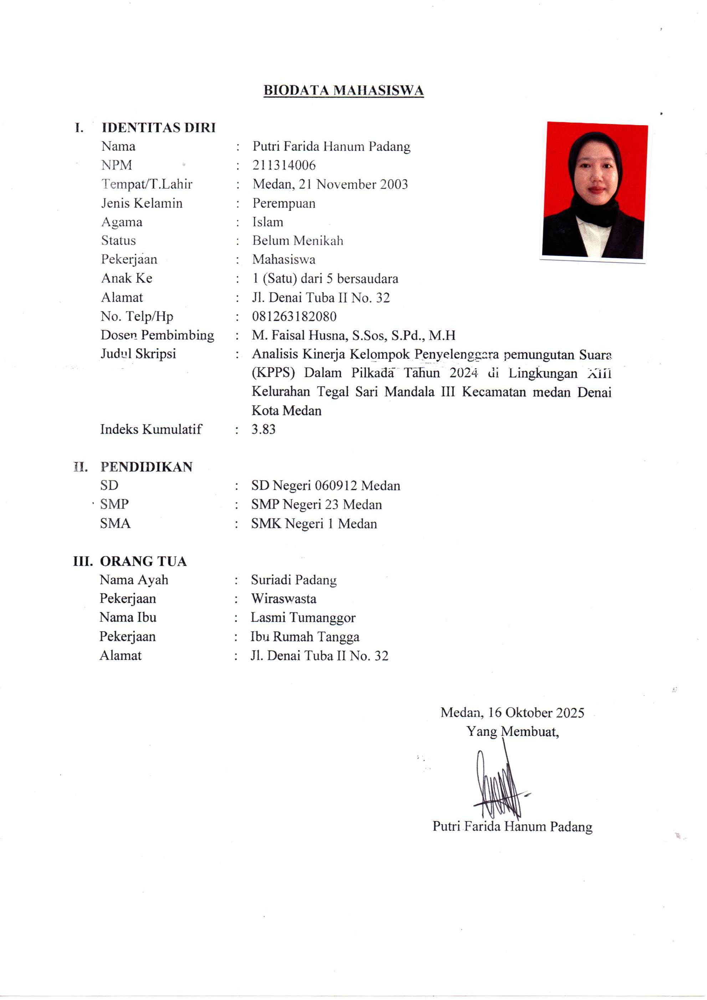 BIODATA MAHASISWA
I. IDENTITAS DIRI
Nama : Putri Farida Hanum Padang
NPM : 211314006
Tempat/T.Lahir : Medan, 21 November 2003
Jenis Kelamin : Perempuan
Agama : Islam
Status : Belum Menikah
Pekerjaan : Mahasiswa
Anak Ke : 1 (Satu) dari 5 bersaudara
Alamat : Jl. Denai Tuba II No. 32
No. Telp/Hp : 081263182080
Dosen Pembimbing : M. Faisal Husna, S.Sos, S.Pd., M.H
Judul Skripsi : Analisis Kinerja Kelompok Penyelenggara pemungutan Suara
(KPPS) Dalam Pilkada Tahun 2024 di Lingkungan XIII
Kelurahan Tegal Sari Mandala III Kecamatan medan Denai
Kota Medan
Indeks Kumulatif : 3.83
II. PENDIDIKAN
SD : SD Negeri 060912 Medan
SMP : SMP Negeri 23 Medan
SMA : SMK Negeri 1 Medan
III. ORANG TUA
Nama Ayah : Suriadi Padang
Pekerjaan : Wiraswasta
Nama Ibu : Lasmi Tumanggor
Pekerjaan : Ibu Rumah Tangga
Alamat : Jl. Denai Tuba II No. 32
Medan, 16 Oktober 2025
Yang Membuat,
Putri Farida Hanum Padang